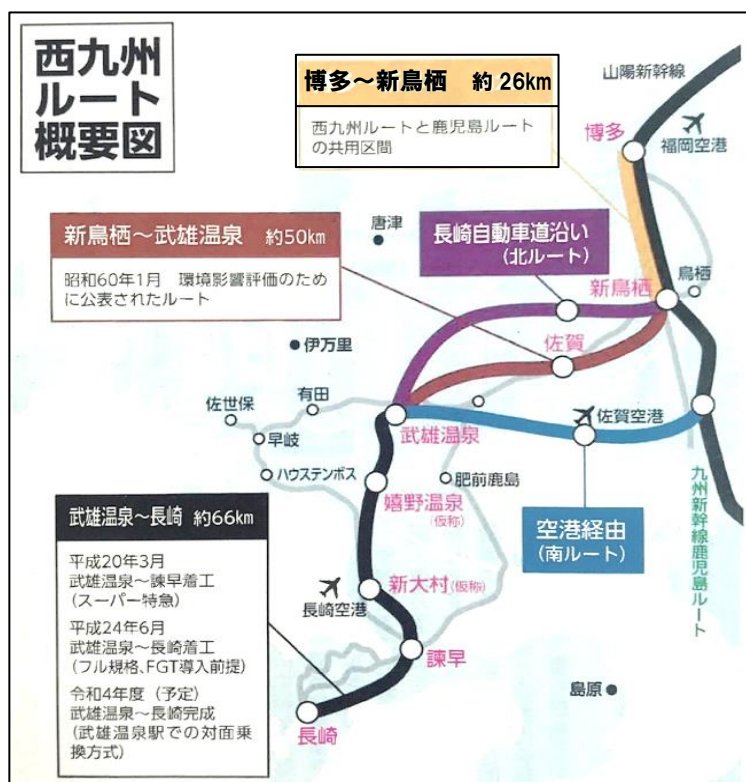 西九州
ルート
概要図
博多～新鳥栖 約26km
西九州ルートと鹿児島ルート
の共用区間
山陽新幹線
博多
福岡空港
新鳥栖～武雄温泉 約50km
昭和60年1月 環境影響評価のため
に公表されたルート
唐津
長崎自動車道沿い
(北ルート)
鳥栖
新鳥栖
佐賀
伊万里
有田
佐世保
早岐
ハウステンボス
武雄温泉
佐賀空港
肥前鹿島
嬉野温泉
(仮称)
空港経由
(南ルート)
九州新幹線鹿児島ルート
武雄温泉～長崎 約66km
平成20年3月
武雄温泉～諫早着工
(スーパー特急)
平成24年6月
武雄温泉～長崎着工
(フル規格、FGT導入前提)
令和4年度（予定）
武雄温泉～長崎完成
(武雄温泉駅での対面乗
換方式)
新大村(仮称)
長崎空港
諫早
島原
長崎